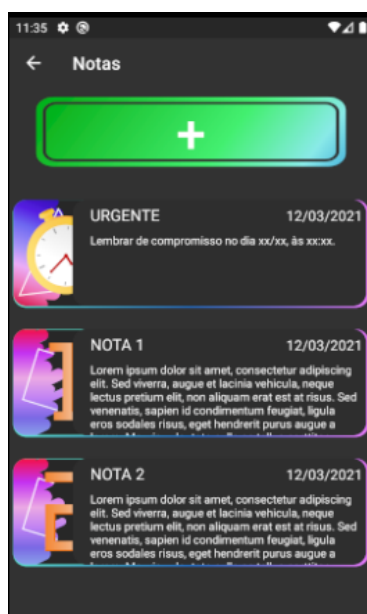 11:35
Notas
+
URGENTE 12/03/2021
Lembrar de compromisso no dia xx/xx, às xx:xx.
NOTA 1 12/03/2021
Lorem ipsum dolor sit amet, consectetur adipiscing
elit. Sed viverra, augue et lacinia vehicula, neque
lectus pretium elit, non aliquam erat est at risus. Sed
venenatis, sapien id condimentum feugiat, ligula
eros sodales risus, eget hendrerit purus augue a
NOTA 2 12/03/2021
Lorem ipsum dolor sit amet, consectetur adipiscing
elit. Sed viverra, augue et lacinia vehicula, neque
lectus pretium elit, non aliquam erat est at risus. Sed
venenatis, sapien id condimentum feugiat, ligula
eros sodales risus, eget hendrerit purus augue a